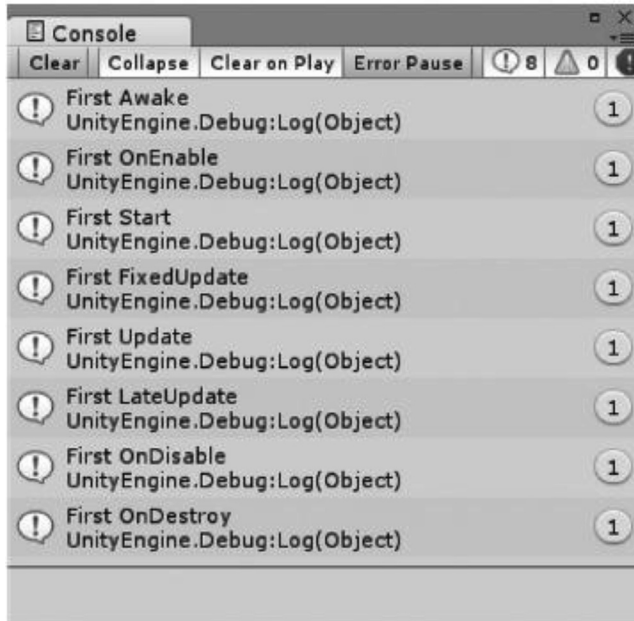 Console
Clear Collapse Clear on Play Error Pause 8 0
First Awake
UnityEngine.Debug:Log(Object) 1
First OnEnable
UnityEngine.Debug:Log(Object) 1
First Start
UnityEngine.Debug:Log(Object) 1
First FixedUpdate
UnityEngine.Debug:Log(Object) 1
First Update
UnityEngine.Debug:Log(Object) 1
First LateUpdate
UnityEngine.Debug:Log(Object) 1
First OnDisable
UnityEngine.Debug:Log(Object) 1
First OnDestroy
UnityEngine.Debug:Log(Object) 1